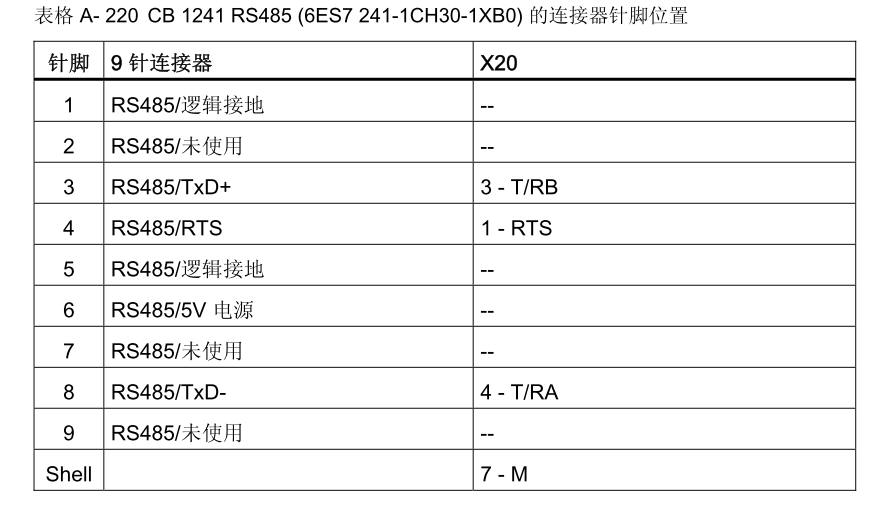 表格 A- 220 CB 1241 RS485 (6ES7 241-1CH30-1XB0) 的连接器针脚位置
针脚 9 针连接器 X20
1 RS485/逻辑接地 --
2 RS485/未使用 --
3 RS485/TxD+ 3 - T/RB
4 RS485/RTS 1 - RTS
5 RS485/逻辑接地 --
6 RS485/5V 电源 --
7 RS485/未使用 --
8 RS485/TxD- 4 - T/RA
9 RS485/未使用 --
Shell 7 - M